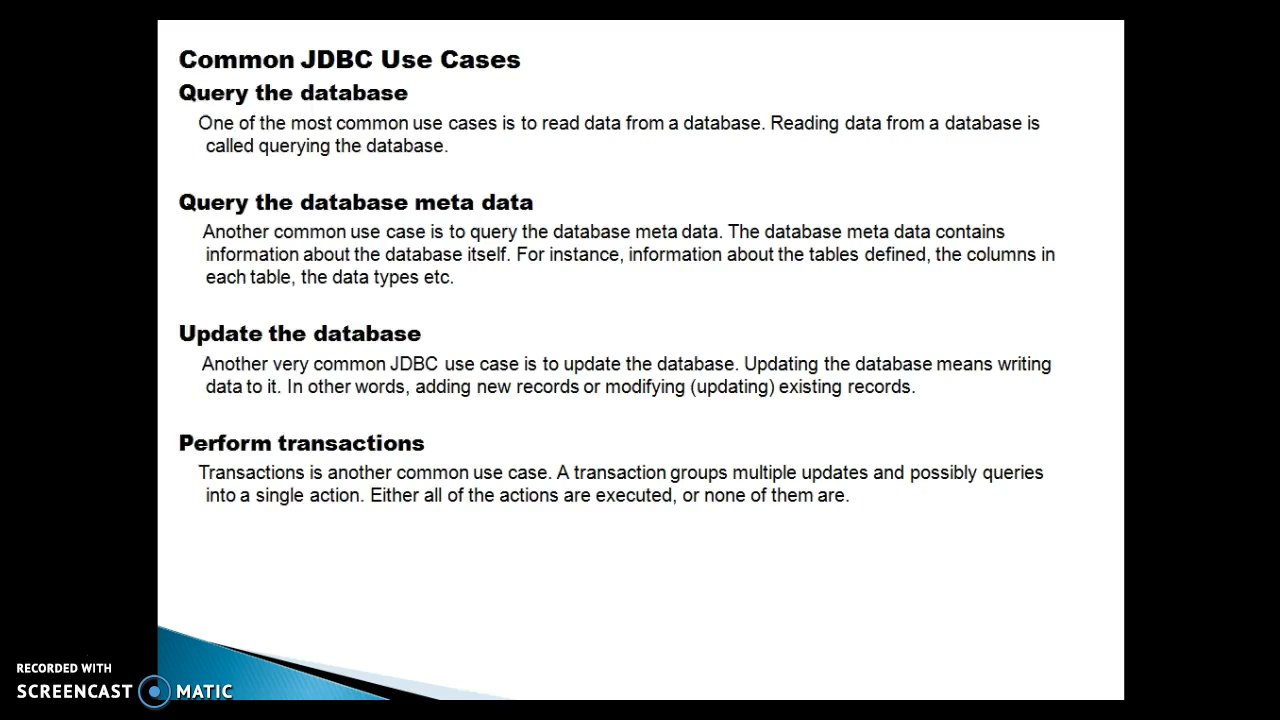 Common JDBC Use Cases
Query the database
One of the most common use cases is to read data from a database. Reading data from a database is
called querying the database.
Query the database meta data
Another common use case is to query the database meta data. The database meta data contains
information about the database itself. For instance, information about the tables defined, the columns in
each table, the data types etc.
Update the database
Another very common JDBC use case is to update the database. Updating the database means writing
data to it. In other words, adding new records or modifying (updating) existing records.
Perform transactions
Transactions is another common use case. A transaction groups multiple updates and possibly queries
into a single action. Either all of the actions are executed, or none of them are.
RECORDED WITH
SCREENCAST MATIC